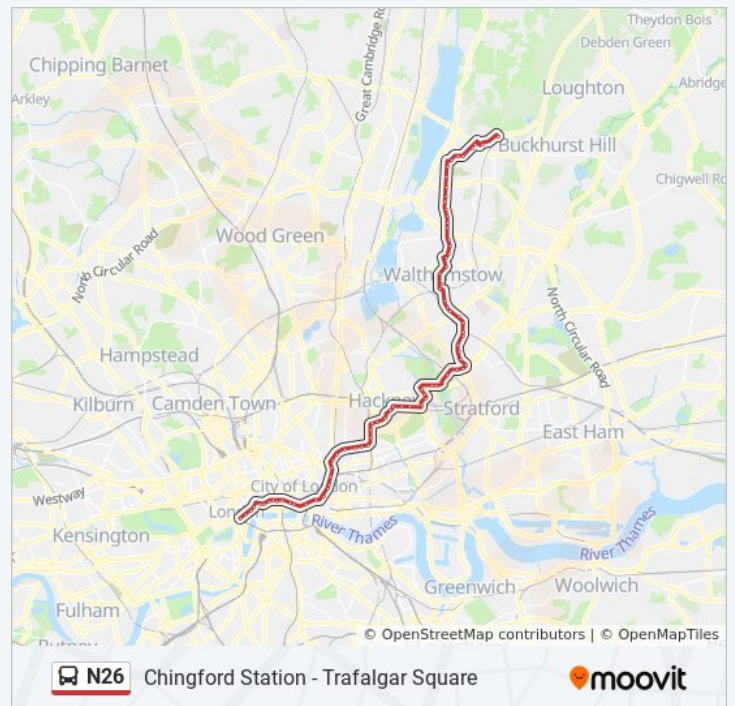 Theydon Bois
Debden Green
Chipping Barnet
Loughton
Abridge
Arkley
Great Cambridge Ro
Buckhurst Hill
Chigwell Ro
Wood Green
North Circular Road
Walthamstow
North Circular Road
Hampstead
Kilburn
Camden Town
Hackney
Stratford
East Ham
Westway
City of London
London
Kensington
River Thames
River Thames
Greenwich
Woolwich
Fulham
Putney
© OpenStreetMap contributors | © OpenMapTiles
N26 Chingford Station - Trafalgar Square
moovit